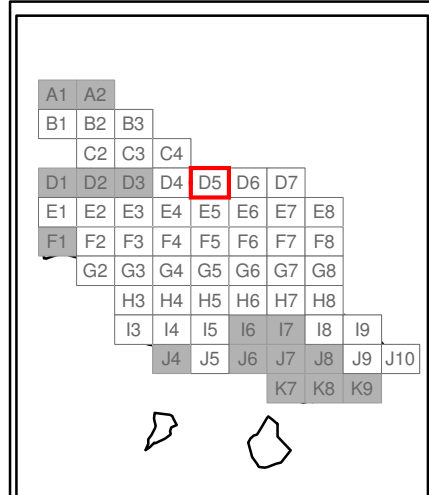 A1 A2
B1 B2 B3
C2 C3 C4
D1 D2 D3 D4 D5 D6 D7
E1 E2 E3 E4 E5 E6 E7 E8
F1 F2 F3 F4 F5 F6 F7 F8
G2 G3 G4 G5 G6 G7 G8
H3 H4 H5 H6 H7 H8
I3 I4 I5 I6 I7 I8 I9
J4 J5 J6 J7 J8 J9 J10
K7 K8 K9